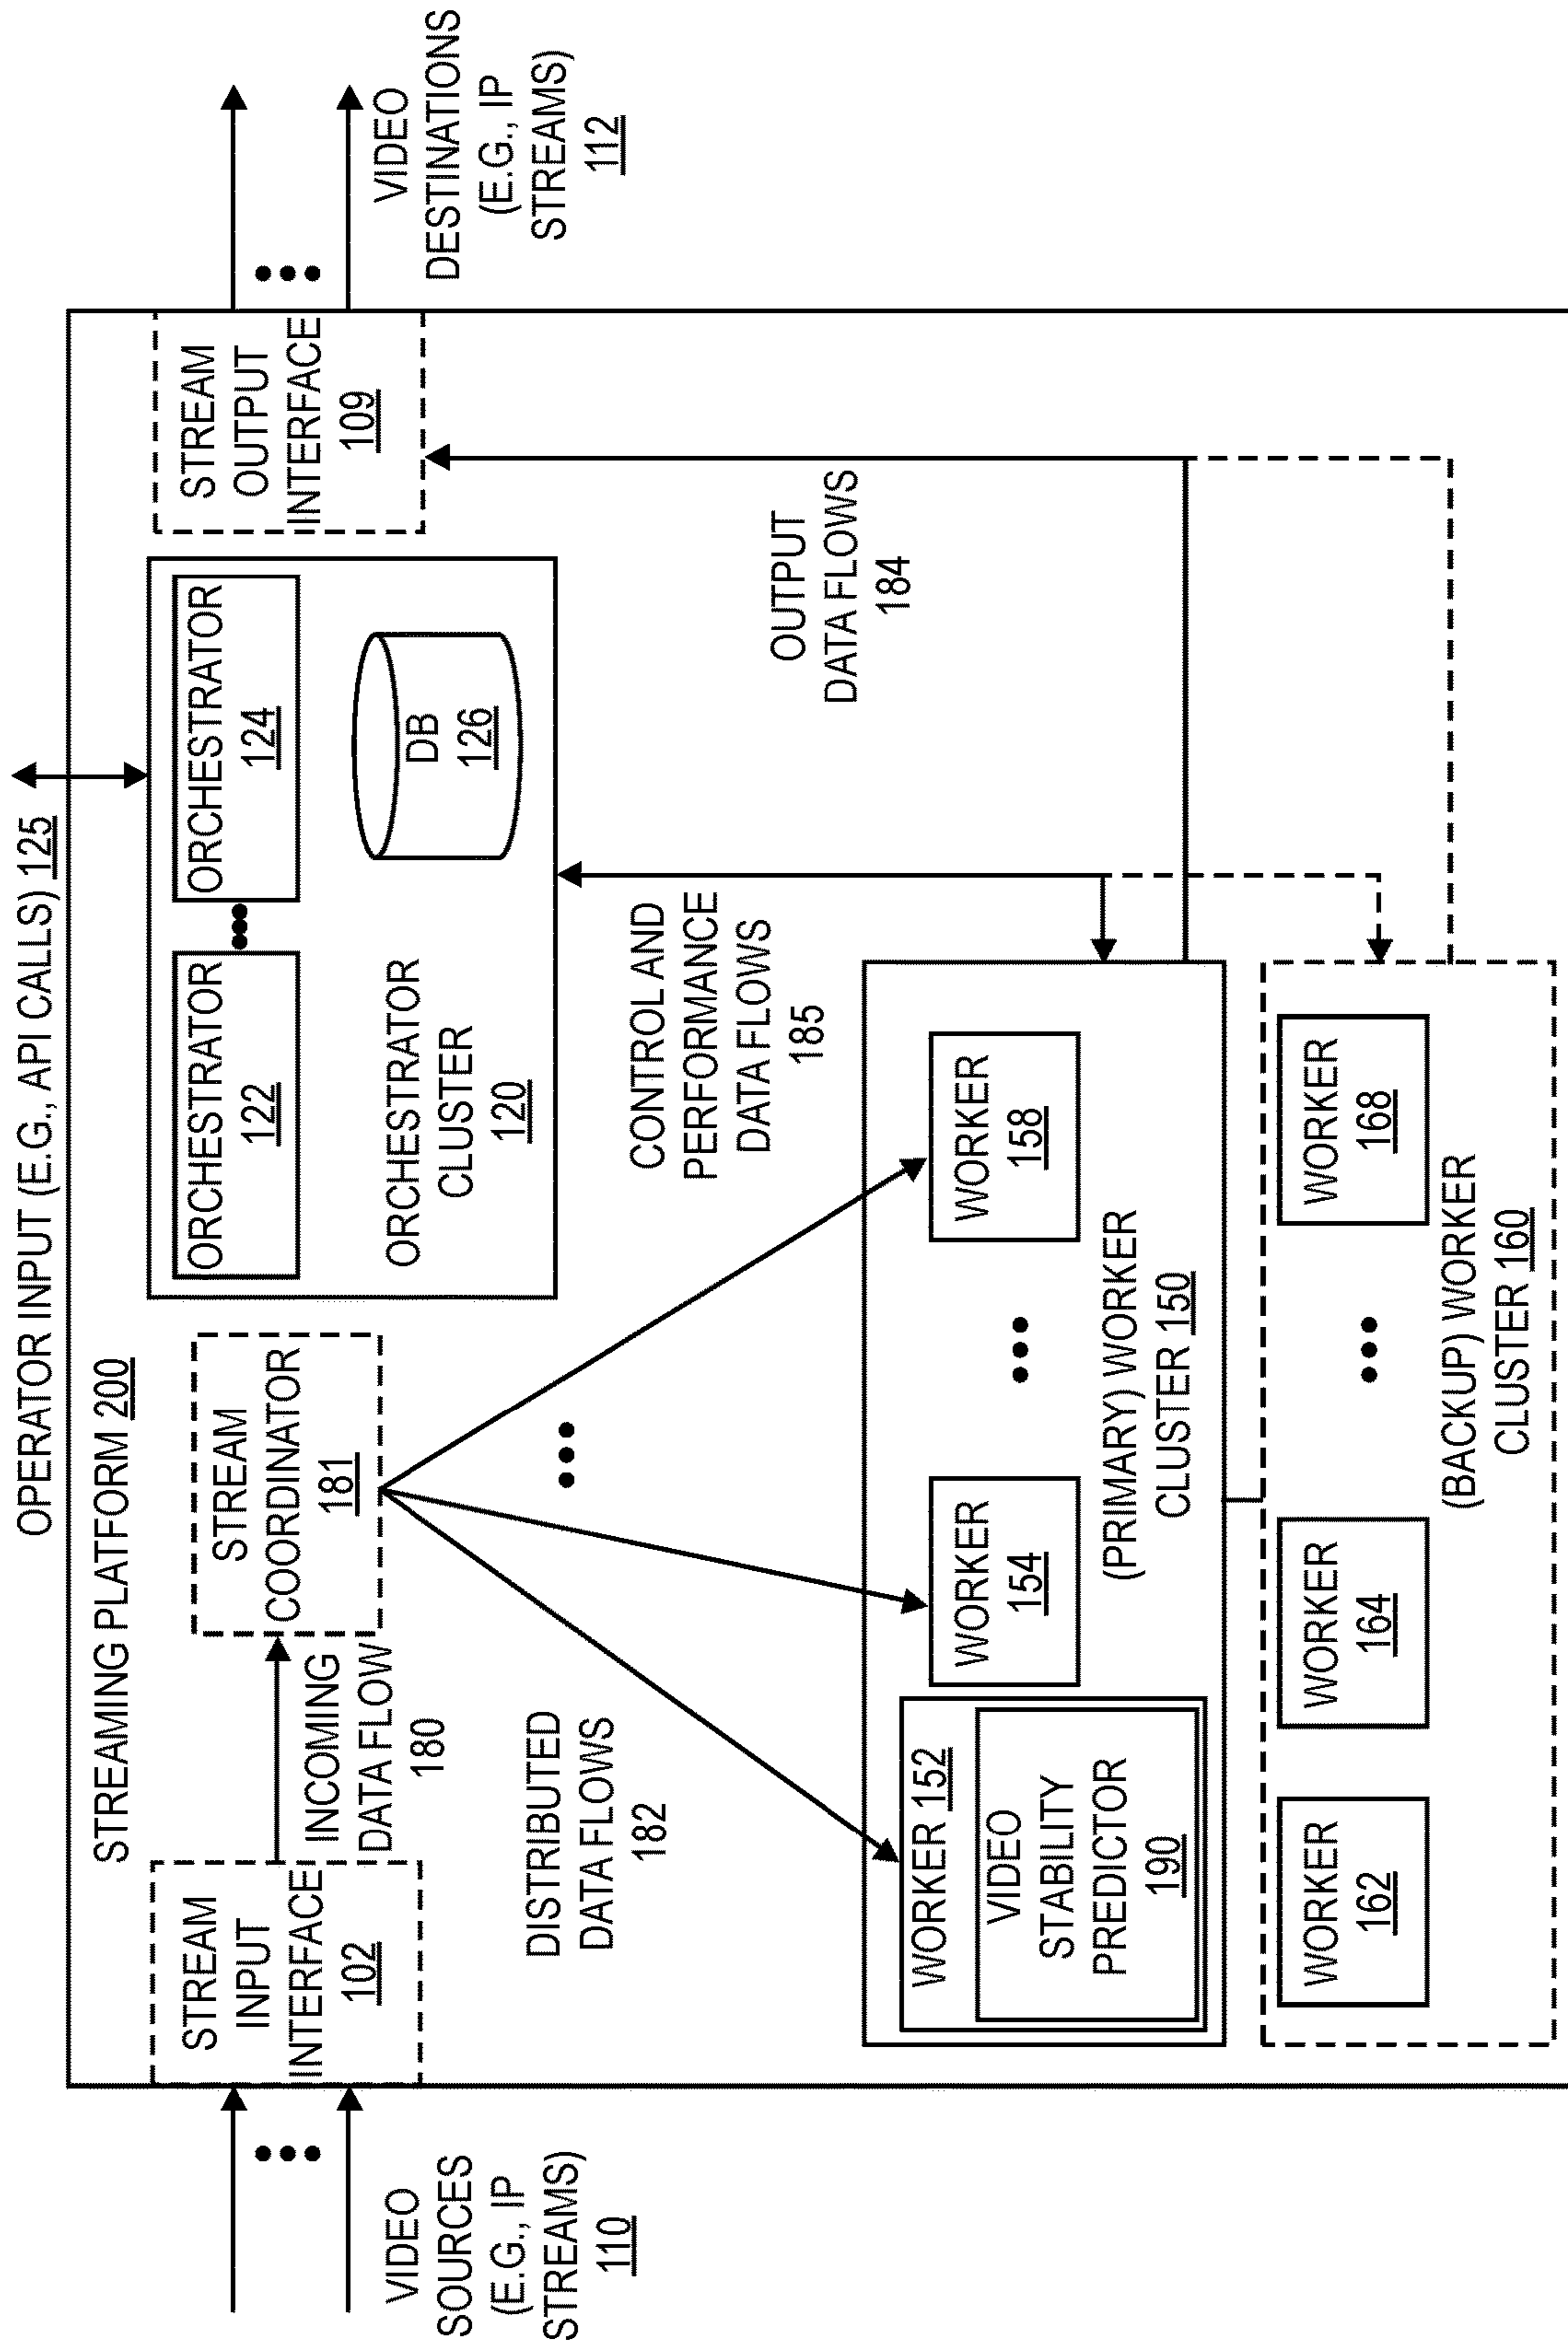 OPERATOR INPUT (E.G., API CALLS) 125
STREAMING PLATFORM 200
VIDEO
SOURCES
(E.G., IP
STREAMS)
110
STREAM
INPUT
INTERFACE
102
INCOMING
DATA FLOW
180
STREAM
COORDINATOR
181
ORCHESTRATOR
122
ORCHESTRATOR
124
ORCHESTRATOR
CLUSTER
120
DB
126
STREAM
OUTPUT
INTERFACE
109
VIDEO
DESTINATIONS
(E.G., IP
STREAMS)
112
DISTRIBUTED
DATA FLOWS
182
CONTROL AND
PERFORMANCE
DATA FLOWS
185
OUTPUT
DATA FLOWS
184
WORKER 152
VIDEO
STABILITY
PREDICTOR
190
WORKER
154
WORKER
158
(PRIMARY) WORKER
CLUSTER 150
WORKER
162
WORKER
164
WORKER
168
(BACKUP) WORKER
CLUSTER 160